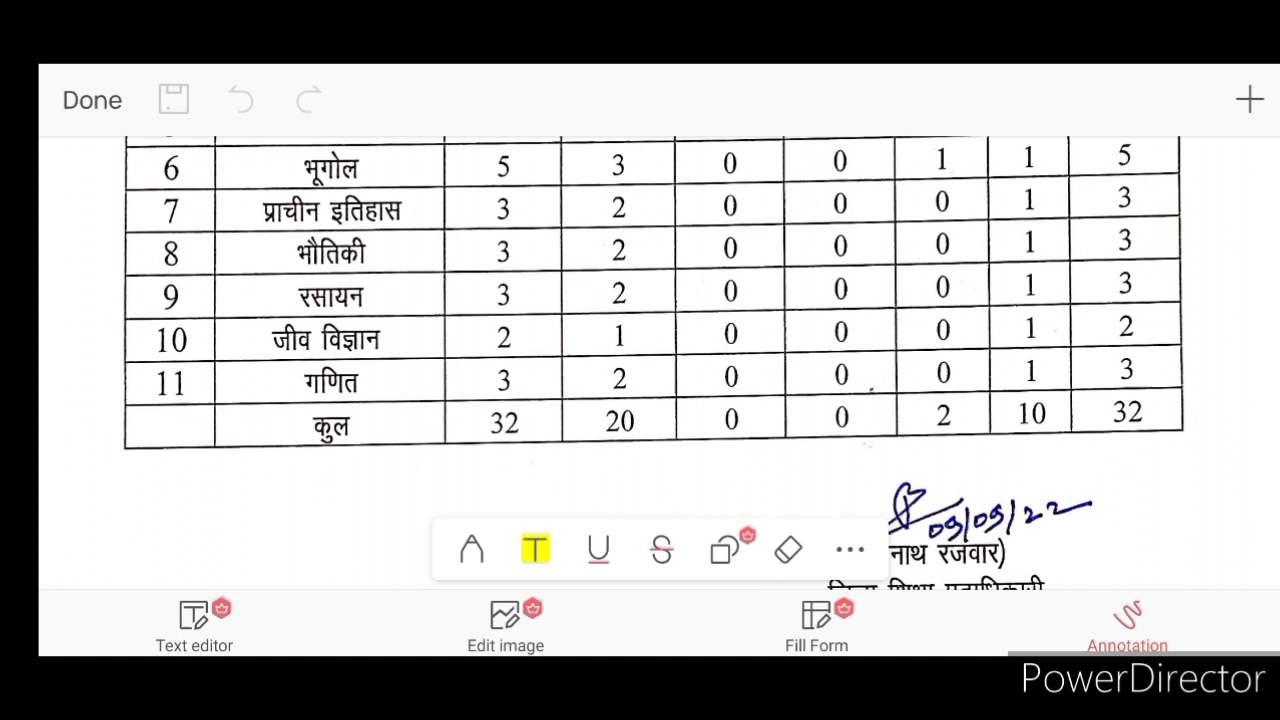 Done
6 भूगोल 5 3 0 0 1 1 5
7 प्राचीन इतिहास 3 2 0 0 0 1 3
8 भौतिकी 3 2 0 0 0 1 3
9 रसायन 3 2 0 0 0 1 3
10 जीव विज्ञान 2 1 0 0 0 1 2
11 गणित 3 2 0 0 0 1 3
कुल 32 20 0 0 2 10 32
09/09/22
नाथ रजवार)
Text editor Edit image Fill Form Annotation
PowerDirector